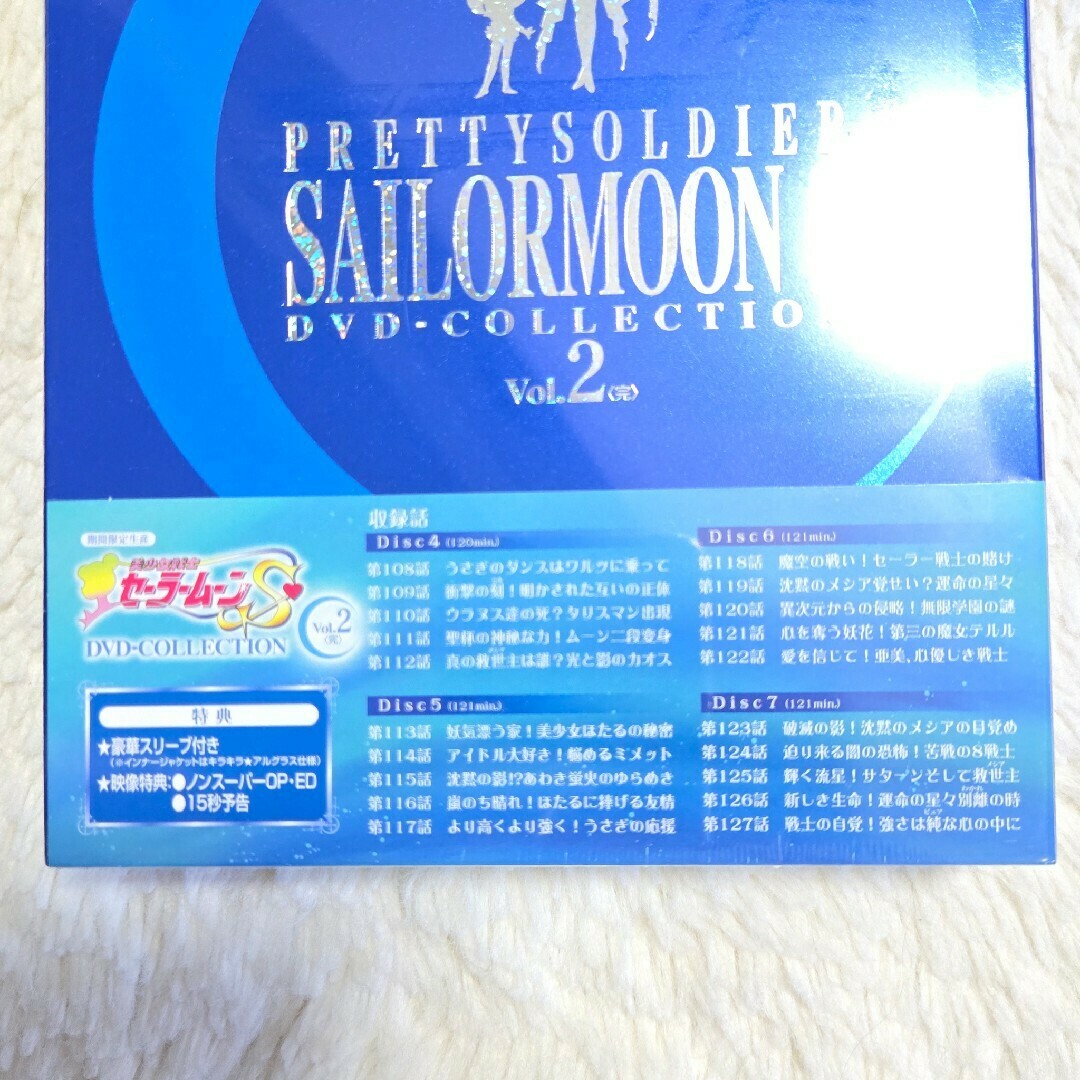 PRETTYSOLDIER
SAILORMOON
DVD-COLLECTION
Vol.2〈完〉
期間限定生産
美少女戦士
セーラームーンS
DVD-COLLECTION
Vol.2
〈完〉
特典
★豪華スリーブ付き
(※インナージャケットはキラキラ★アルグラス仕様)
★映像特典:●ノンスーパーOP・ED
●15秒予告
収録話
Disc4 (120min.)
第108話 うさぎのダンスはワルツに乗って
第109話 衝撃の刻!明かされた互いの正体
第110話 ウラヌス達の死?タリスマン出現
第111話 聖杯の神秘な力!ムーン二段変身
第112話 真の救世主は誰?光と影のカオス
Disc5 (121min.)
第113話 妖気漂う家!美少女ほたるの秘密
第114話 アイドル大好き!悩めるミメット
第115話 沈黙の影!?あわき蛍火のゆらめき
第116話 嵐のち晴れ!ほたるに捧げる友情
第117話 より高くより強く!うさぎの応援
Disc6 (121min.)
第118話 魔空の戦い!セーラー戦士の賭け
第119話 沈黙のメシア覚せい?運命の星々
第120話 異次元からの侵略!無限学園の謎
第121話 心を奪う妖花!第三の魔女テルル
第122話 愛を信じて!亜美、心優しき戦士
Disc7 (121min.)
第123話 破滅の影!沈黙のメシアの目覚め
第124話 迫り来る闇の恐怖!苦戦の8戦士
第125話 輝く流星!サターンそして救世主
第126話 新しき生命!運命の星々別離の時
第127話 戦士の自覚!強さは純な心の中に